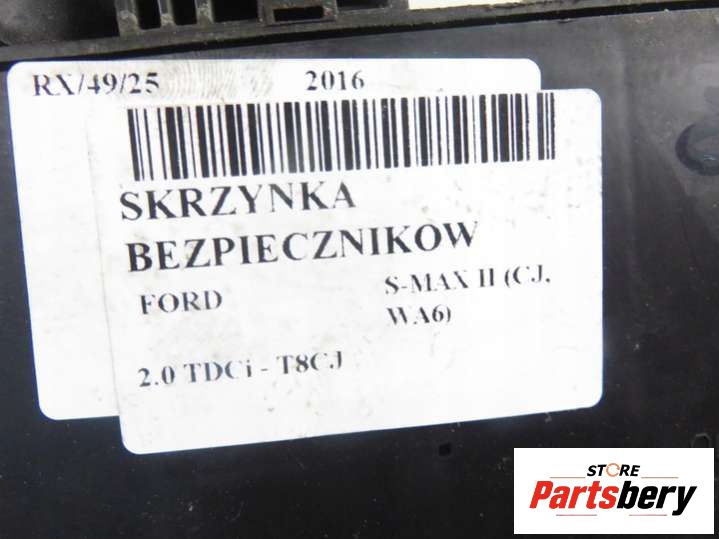 RX/49/25 2016
SKRZYNKA
BEZPIECZNIKOW
FORD S-MAX II (CJ,
WA6)
2.0 TDCi - T8CJ
STORE
Partsbery